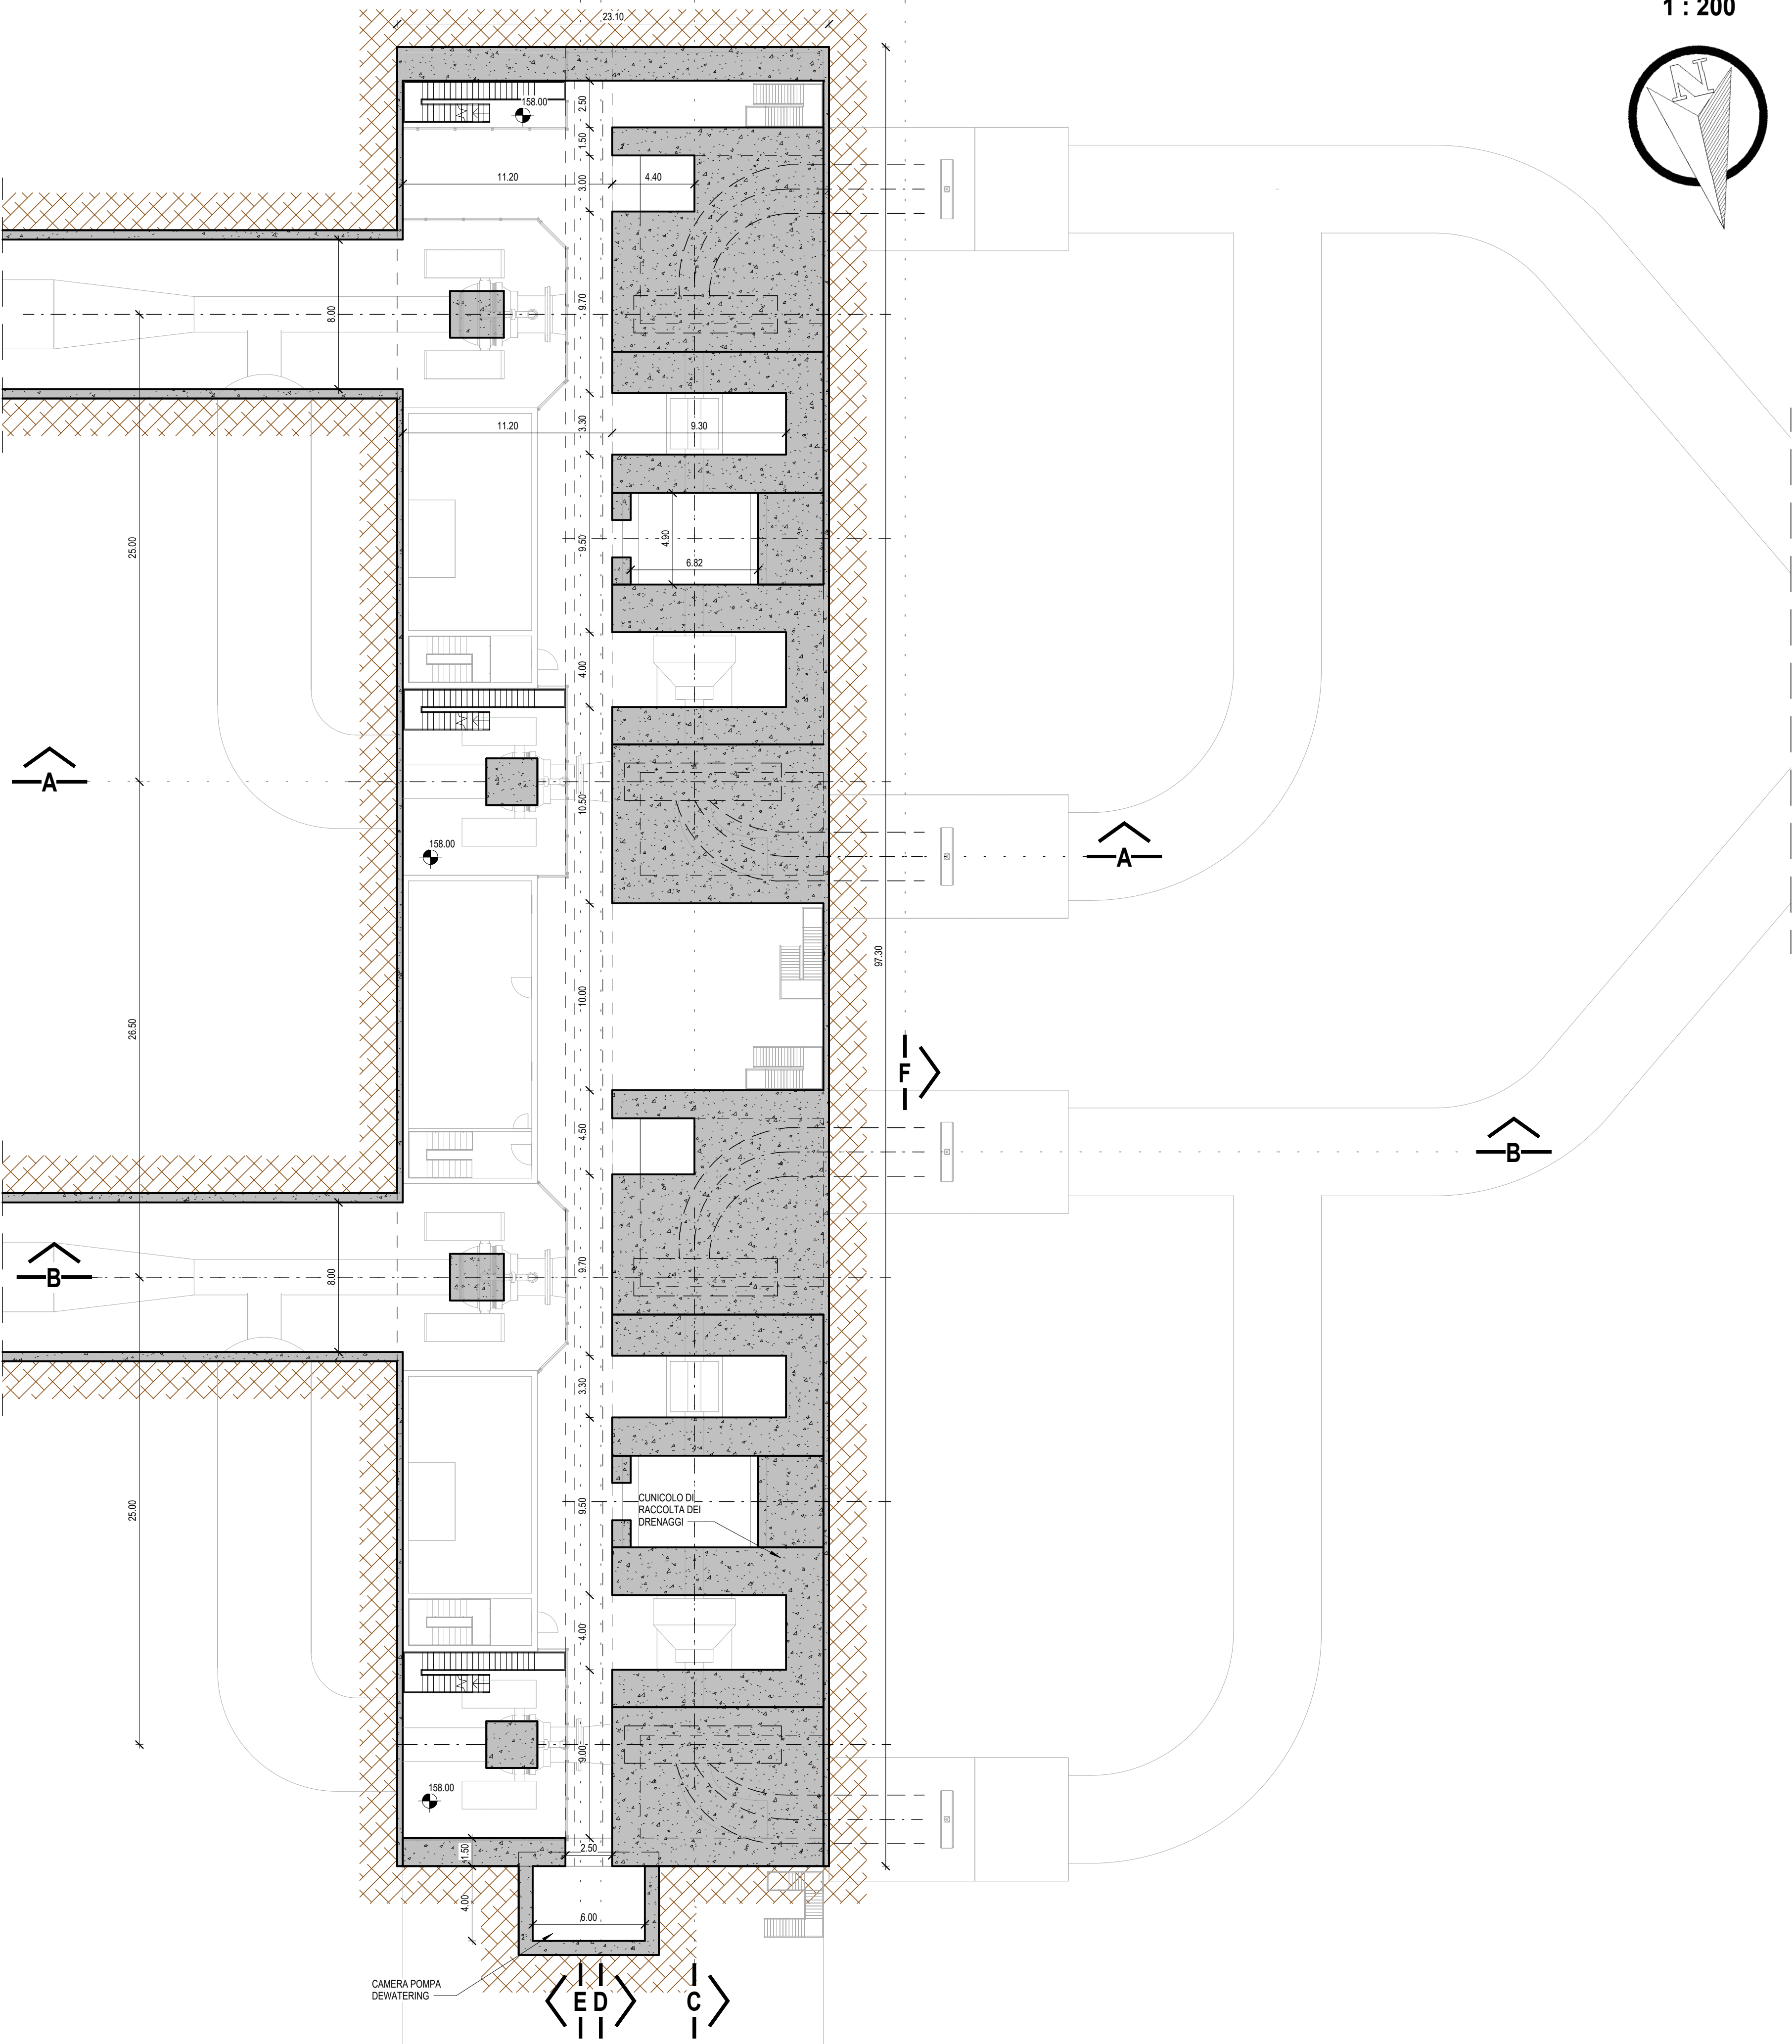 1 : 200
N
23.10
158.00
2.50
1.50
11.20
3.00
4.40
8.00
9.70
11.20
3.30
9.30
25.00
9.50
4.90
6.82
4.00
A
10.50
158.00
A
97.30
10.00
26.50
F
4.50
B
B
8.00
9.70
3.30
25.00
9.50
CUNICOLO DI
RACCOLTA DEI
DRENAGGI
4.00
9.00
158.00
1.50
2.50
4.00
6.00
CAMERA POMPA
DEWATERING
E D
C